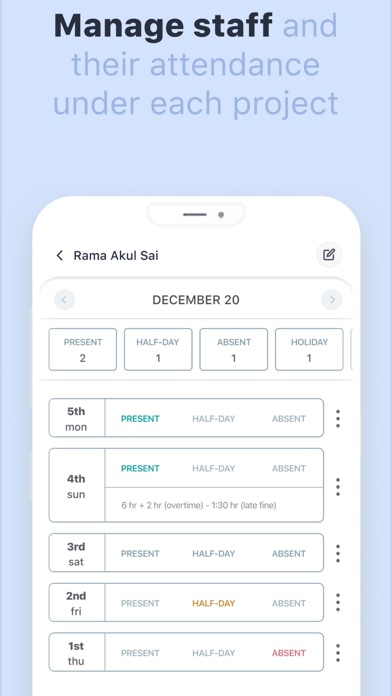 Manage staff and
their attendance
under each project
Rama Akul Sai
DECEMBER 20
PRESENT HALF-DAY ABSENT HOLIDAY
2 1 1 1
5th
mon PRESENT HALF-DAY ABSENT
4th
sun PRESENT HALF-DAY ABSENT
6 hr + 2 hr (overtime) - 1:30 hr (late fine)
3rd
sat PRESENT HALF-DAY ABSENT
2nd
fri PRESENT HALF-DAY ABSENT
1st
thu PRESENT HALF-DAY ABSENT